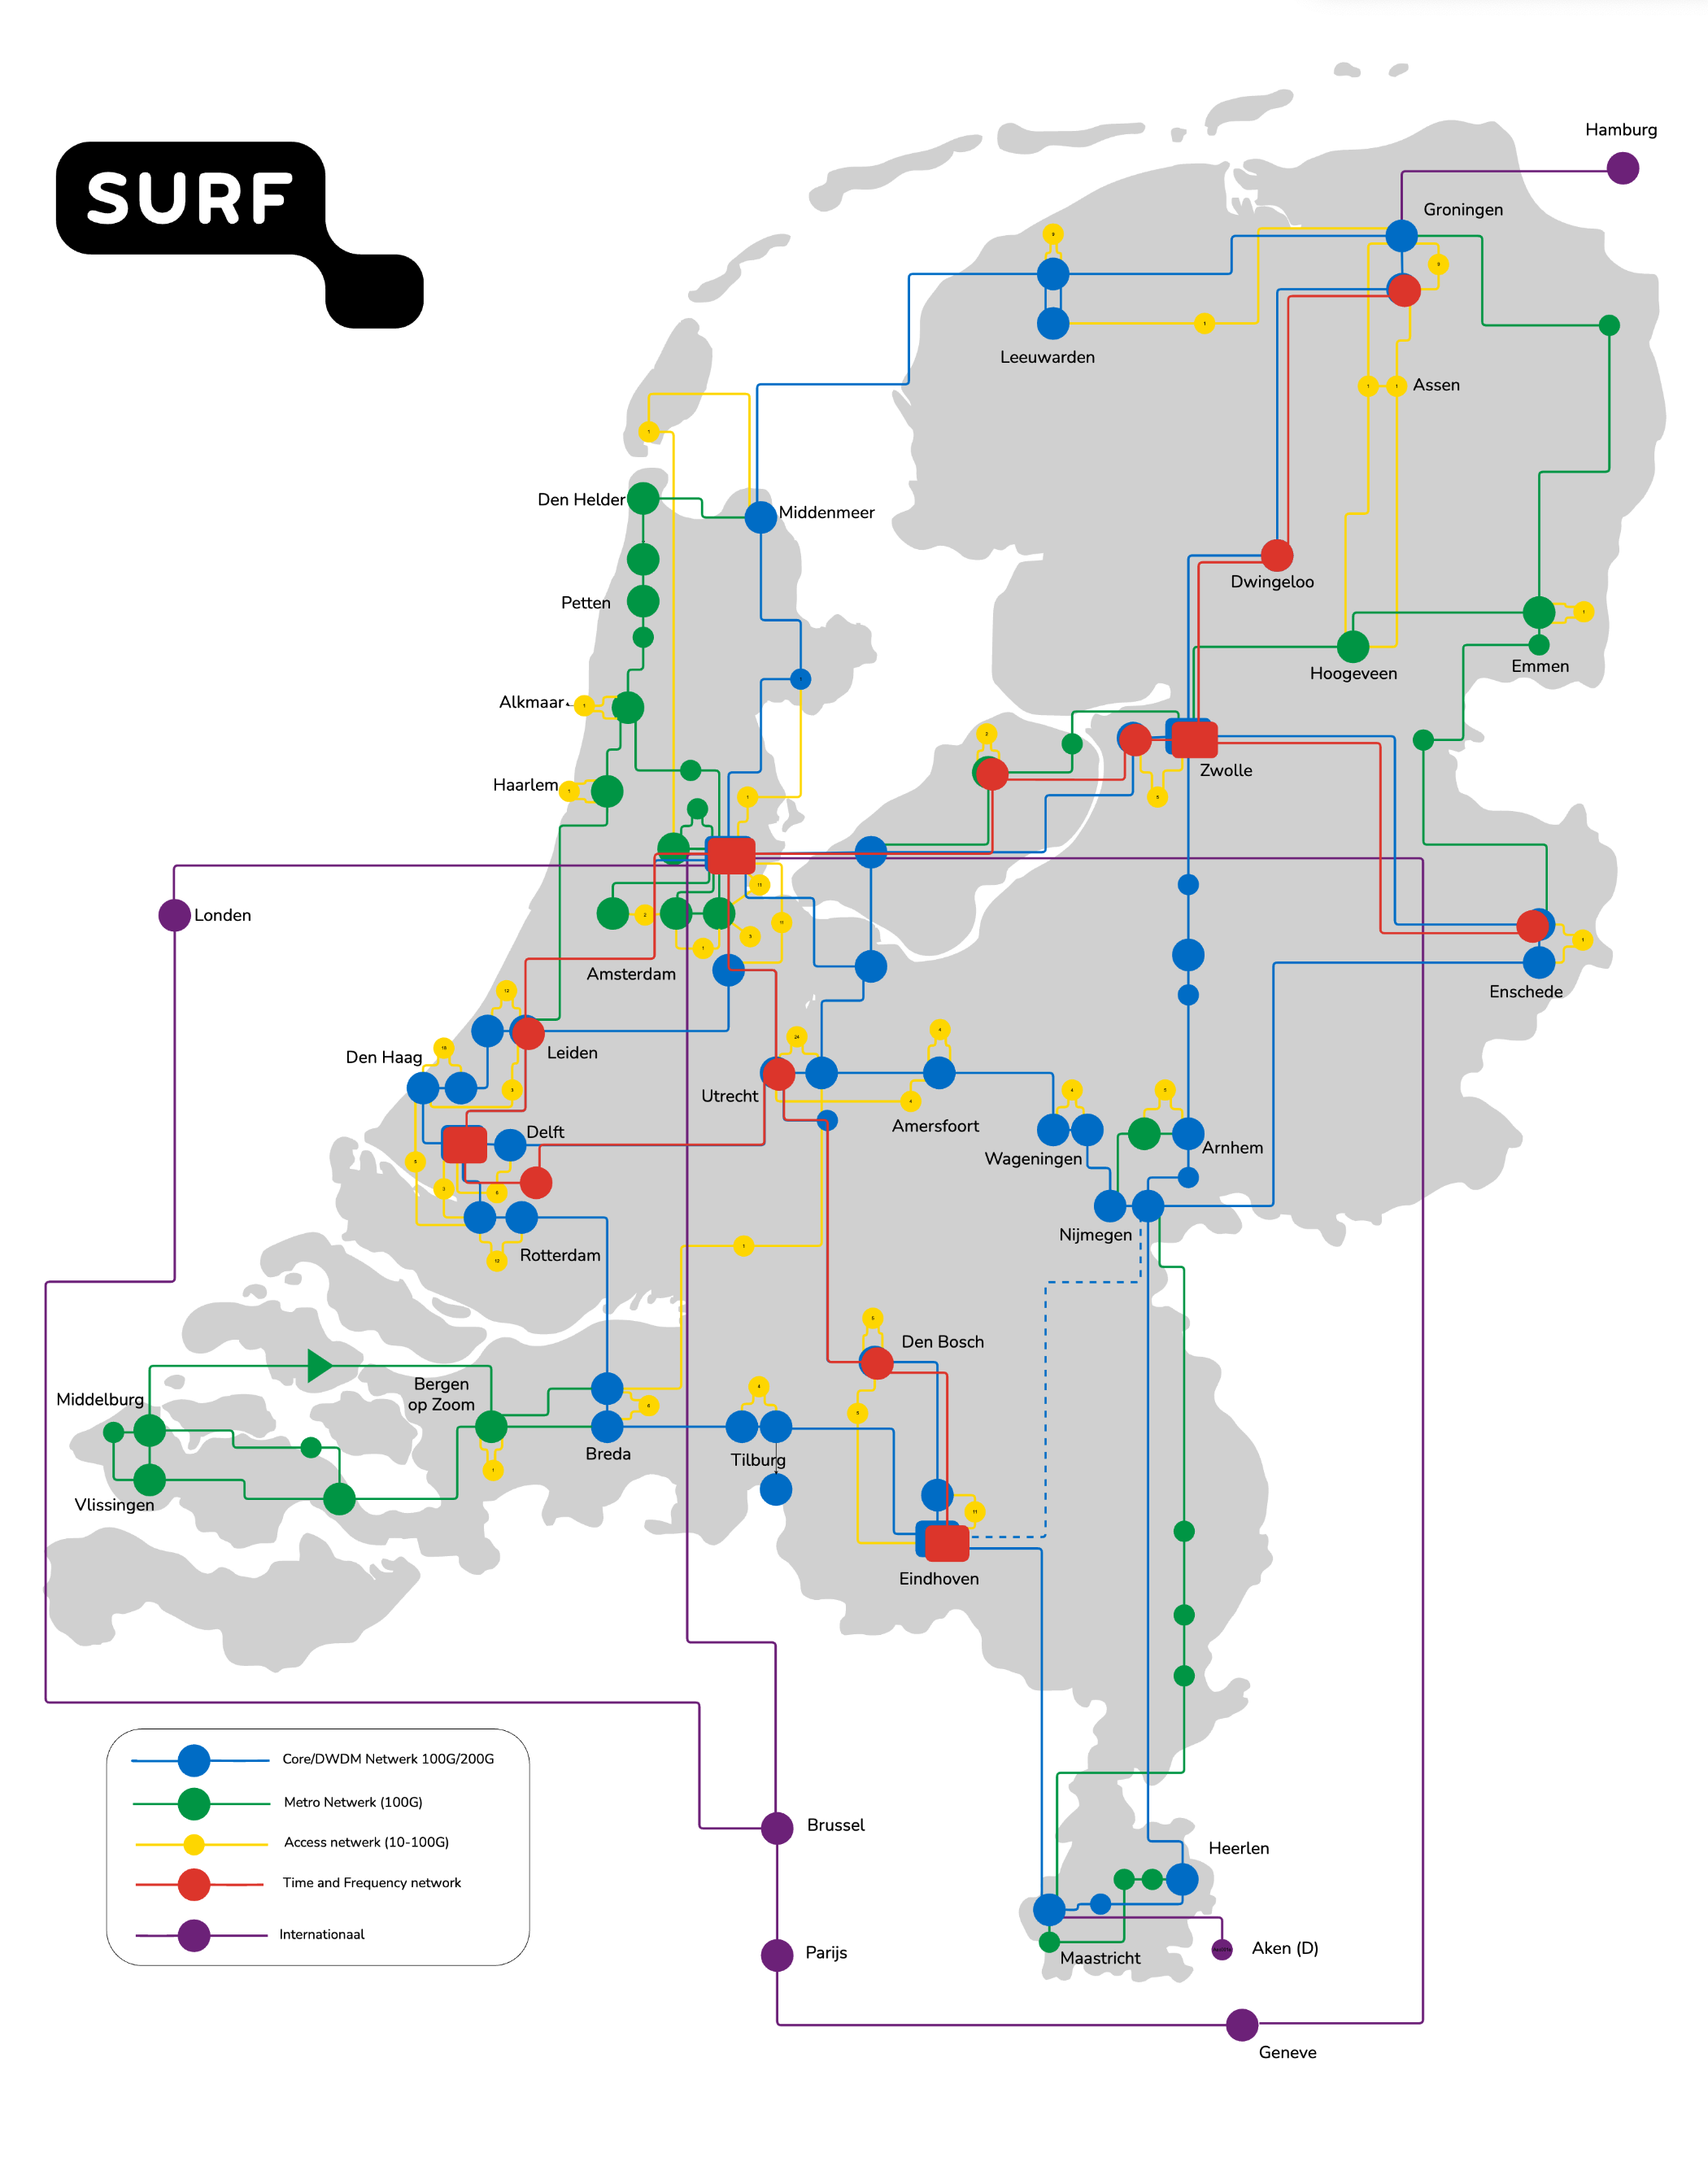 SURF
Hamburg
Groningen
Leeuwarden
Assen
Den Helder
Middenmeer
Dwingeloo
Petten
Emmen
Hoogeveen
Alkmaar
Zwolle
Haarlem
Londen
Amsterdam
Enschede
Leiden
Den Haag
Utrecht
Amersfoort
Delft
Arnhem
Wageningen
Nijmegen
Rotterdam
Den Bosch
Bergen
op Zoom
Middelburg
Breda
Tilburg
Vlissingen
Eindhoven
Core/DWDM Netwerk 100G/200G
Metro Netwerk (100G)
Access netwerk (10-100G)
Time and Frequency network
Internationaal
Brussel
Heerlen
Parijs
Aken (D)
Maastricht
Geneve